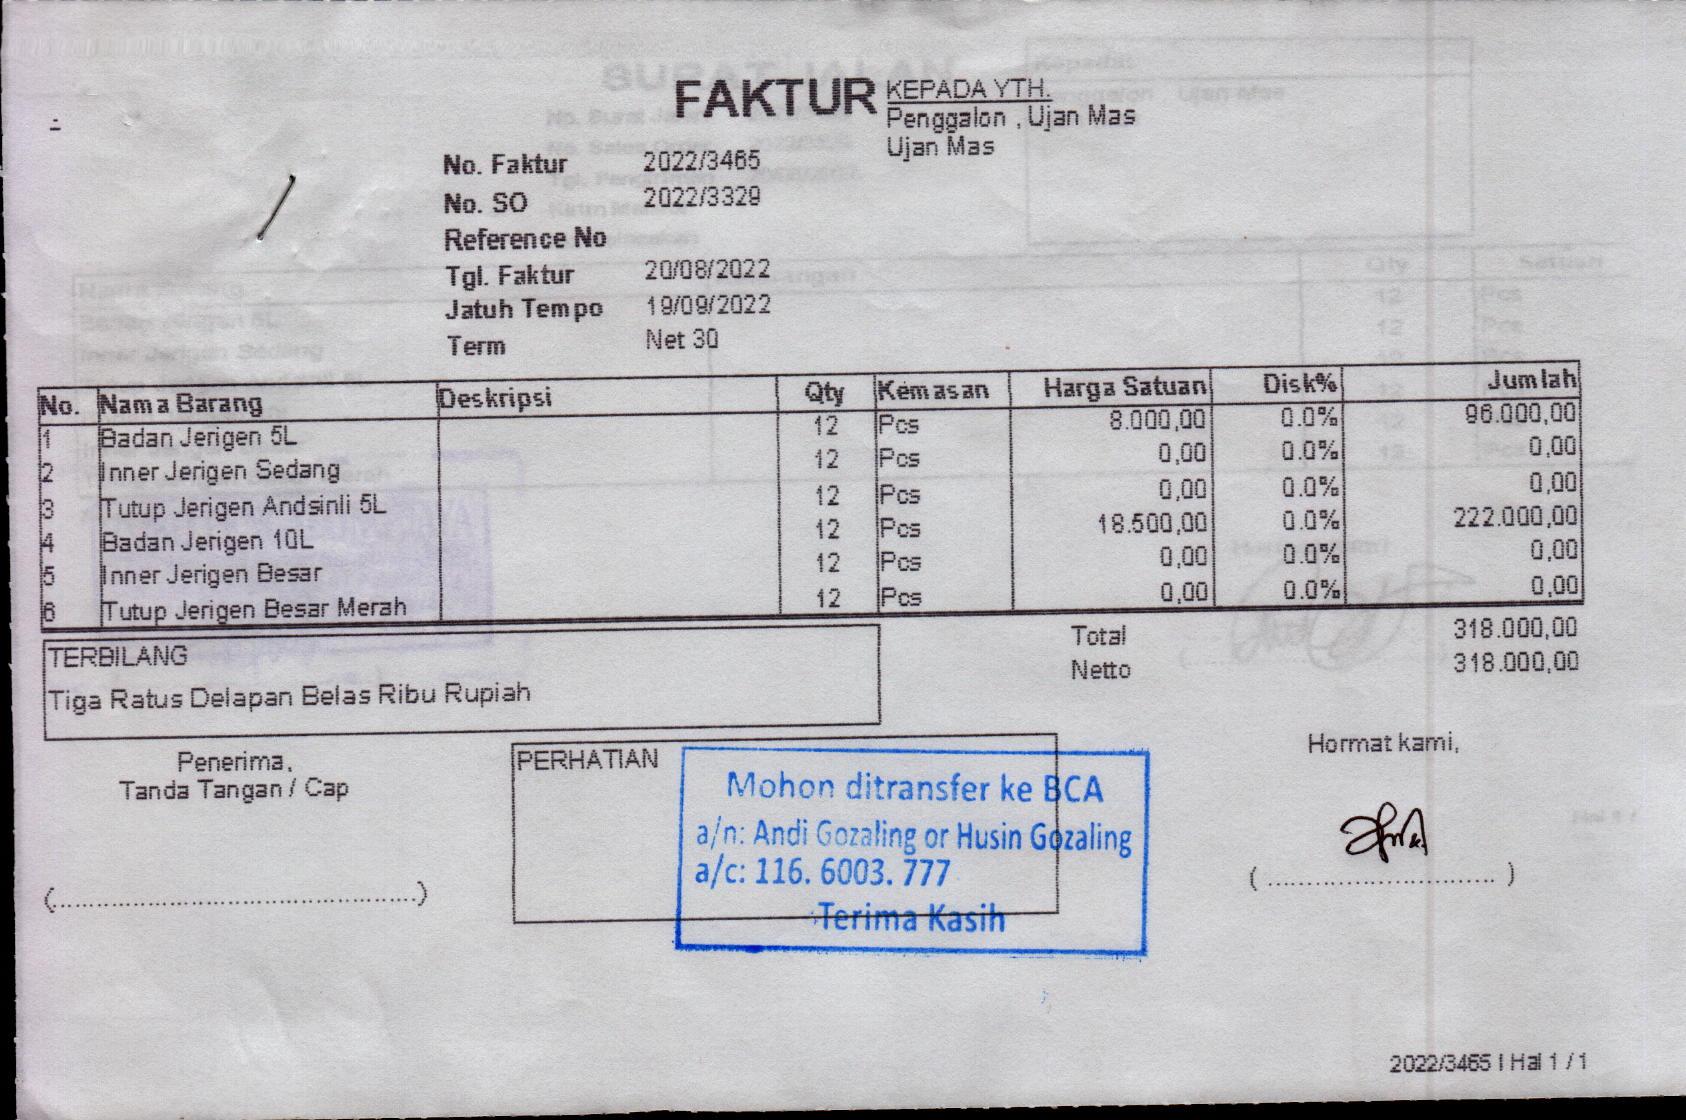 FAKTUR
KEPADA YTH.
Penggalon , Ujan Mas
Ujan Mas
No. Faktur 2022/3465
No. SO 2022/3329
Reference No
Tgl. Faktur 20/08/2022
Jatuh Tempo 19/09/2022
Term Net 30
No. Nama Barang Deskripsi Qty Kemasan Harga Satuan Disk% Jumlah
1 Badan Jerigen 5L 12 Pcs 8.000,00 0.0% 96.000,00
2 Inner Jerigen Sedang 12 Pcs 0,00 0.0% 0,00
3 Tutup Jerigen Andsinli 5L 12 Pcs 0,00 0.0% 0,00
4 Badan Jerigen 10L 12 Pcs 18.500,00 0.0% 222.000,00
5 Inner Jerigen Besar 12 Pcs 0,00 0.0% 0,00
6 Tutup Jerigen Besar Merah 12 Pcs 0,00 0.0% 0,00
Total 318.000,00
Netto 318.000,00
TERBILANG
Tiga Ratus Delapan Belas Ribu Rupiah
Penerima,
Tanda Tangan / Cap
(..............................................)
PERHATIAN
Mohon ditransfer ke BCA
a/n: Andi Gozaling or Husin Gozaling
a/c: 116. 6003. 777
Terima Kasih
Hormat kami,
( ............................. )
2022/3465 | Hal 1 / 1